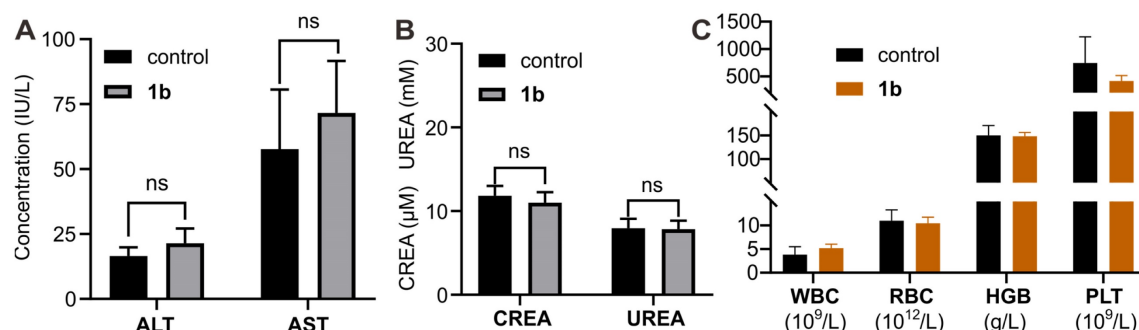 A
Concentration (IU/L)
100
75
50
25
0
control
1b
ns
ns
ALT
AST
B
CREA (µM) UREA (mM)
30
20
10
0
control
1b
ns
ns
CREA
UREA
C
1500
1000
500
150
100
10
5
0
control
1b
WBC
(10⁹/L)
RBC
(10¹²/L)
HGB
(g/L)
PLT
(10⁹/L)